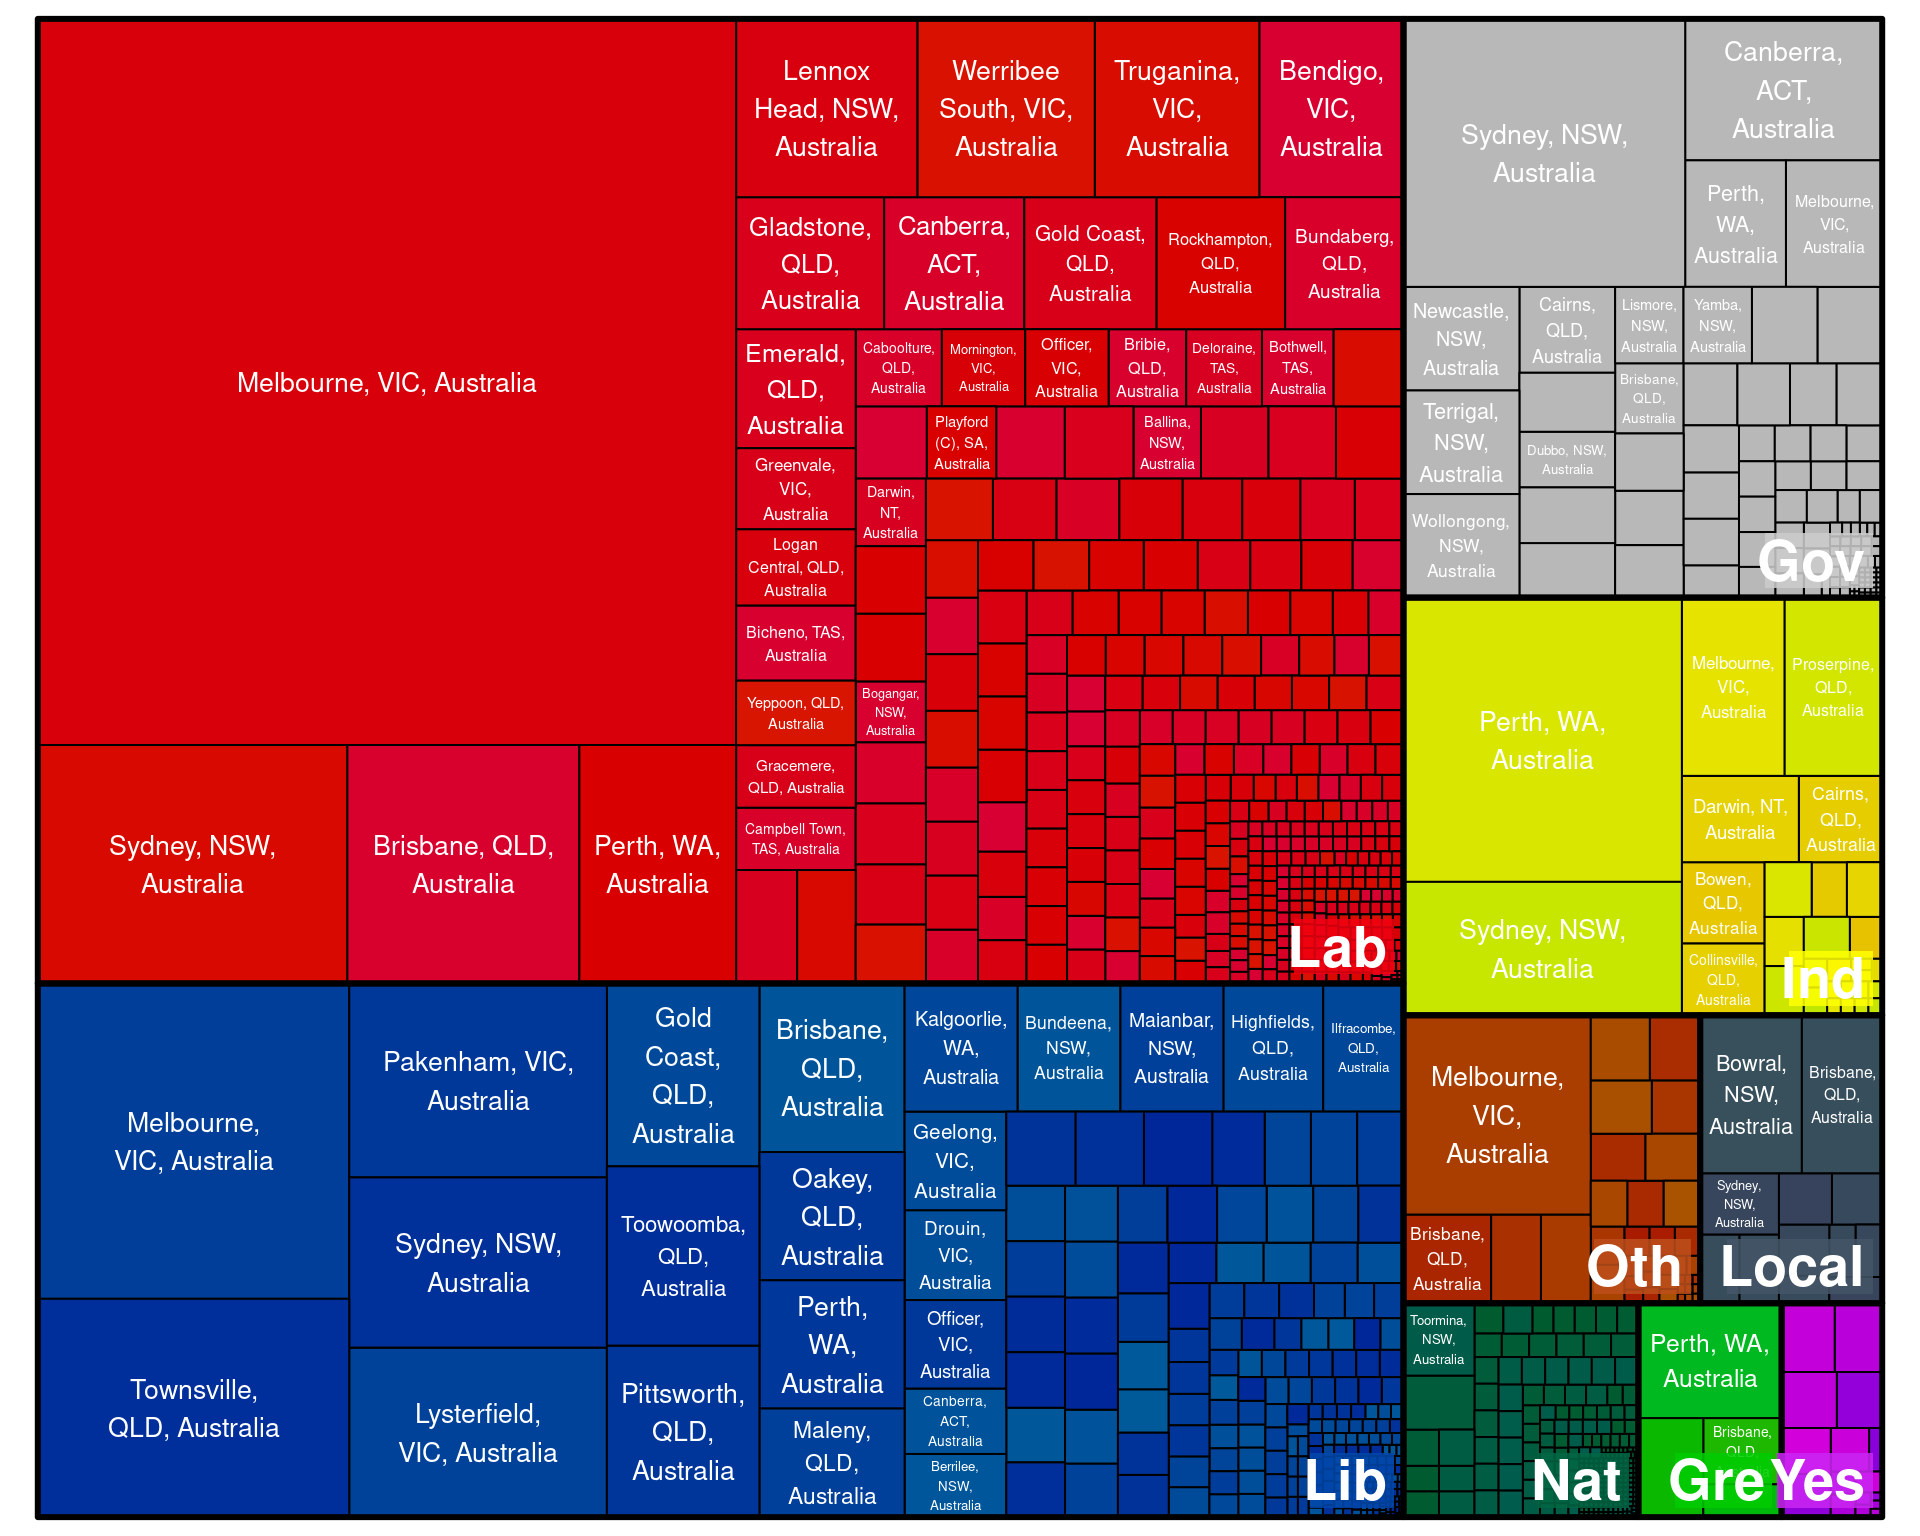 Melbourne, VIC, Australia
Sydney, NSW,
Australia
Brisbane, QLD,
Australia
Perth, WA,
Australia
Lennox
Head, NSW,
Australia
Werribee
South, VIC,
Australia
Truganina,
VIC,
Australia
Bendigo,
VIC,
Australia
Gladstone,
QLD,
Australia
Canberra,
ACT,
Australia
Gold Coast,
QLD,
Australia
Rockhampton,
QLD,
Australia
Bundaberg,
QLD,
Australia
Emerald,
QLD,
Australia
Caboolture,
QLD,
Australia
Mornington,
VIC,
Australia
Officer,
VIC,
Australia
Bribie,
QLD,
Australia
Deloraine,
TAS,
Australia
Bothwell,
TAS,
Australia
Playford
(C), SA,
Australia
Ballina,
NSW,
Australia
Greenvale,
VIC,
Australia
Darwin,
NT,
Australia
Logan
Central, QLD,
Australia
Bicheno, TAS,
Australia
Yeppoon, QLD,
Australia
Bogangar,
NSW,
Australia
Gracemere,
QLD, Australia
Campbell Town,
TAS, Australia
Lab
Melbourne,
VIC, Australia
Townsville,
QLD, Australia
Pakenham, VIC,
Australia
Sydney, NSW,
Australia
Lysterfield,
VIC, Australia
Gold
Coast,
QLD,
Australia
Toowoomba,
QLD,
Australia
Pittsworth,
QLD,
Australia
Brisbane,
QLD,
Australia
Oakey,
QLD,
Australia
Perth,
WA,
Australia
Maleny,
QLD,
Australia
Kalgoorlie,
WA,
Australia
Bundeena,
NSW,
Australia
Maianbar,
NSW,
Australia
Highfields,
QLD,
Australia
Ilfracombe,
QLD,
Australia
Geelong,
VIC,
Australia
Drouin,
VIC,
Australia
Officer,
VIC,
Australia
Canberra,
ACT,
Australia
Berrilee,
NSW,
Australia
Lib
Sydney, NSW,
Australia
Canberra,
ACT,
Australia
Perth,
WA,
Australia
Melbourne,
VIC,
Australia
Newcastle,
NSW,
Australia
Cairns,
QLD,
Australia
Lismore,
NSW,
Australia
Yamba,
NSW,
Australia
Terrigal,
NSW,
Australia
Brisbane,
QLD,
Australia
Dubbo, NSW,
Australia
Wollongong,
NSW,
Australia
Gov
Perth, WA,
Australia
Sydney, NSW,
Australia
Melbourne,
VIC,
Australia
Proserpine,
QLD,
Australia
Darwin, NT,
Australia
Cairns,
QLD,
Australia
Bowen,
QLD,
Australia
Collinsville,
QLD,
Australia
Ind
Melbourne,
VIC,
Australia
Brisbane,
QLD,
Australia
Oth
Bowral,
NSW,
Australia
Brisbane,
QLD,
Australia
Sydney,
NSW,
Australia
Local
Toormina,
NSW,
Australia
Nat
Perth, WA,
Australia
Brisbane,
QLD,
Australia
Gre
Yes